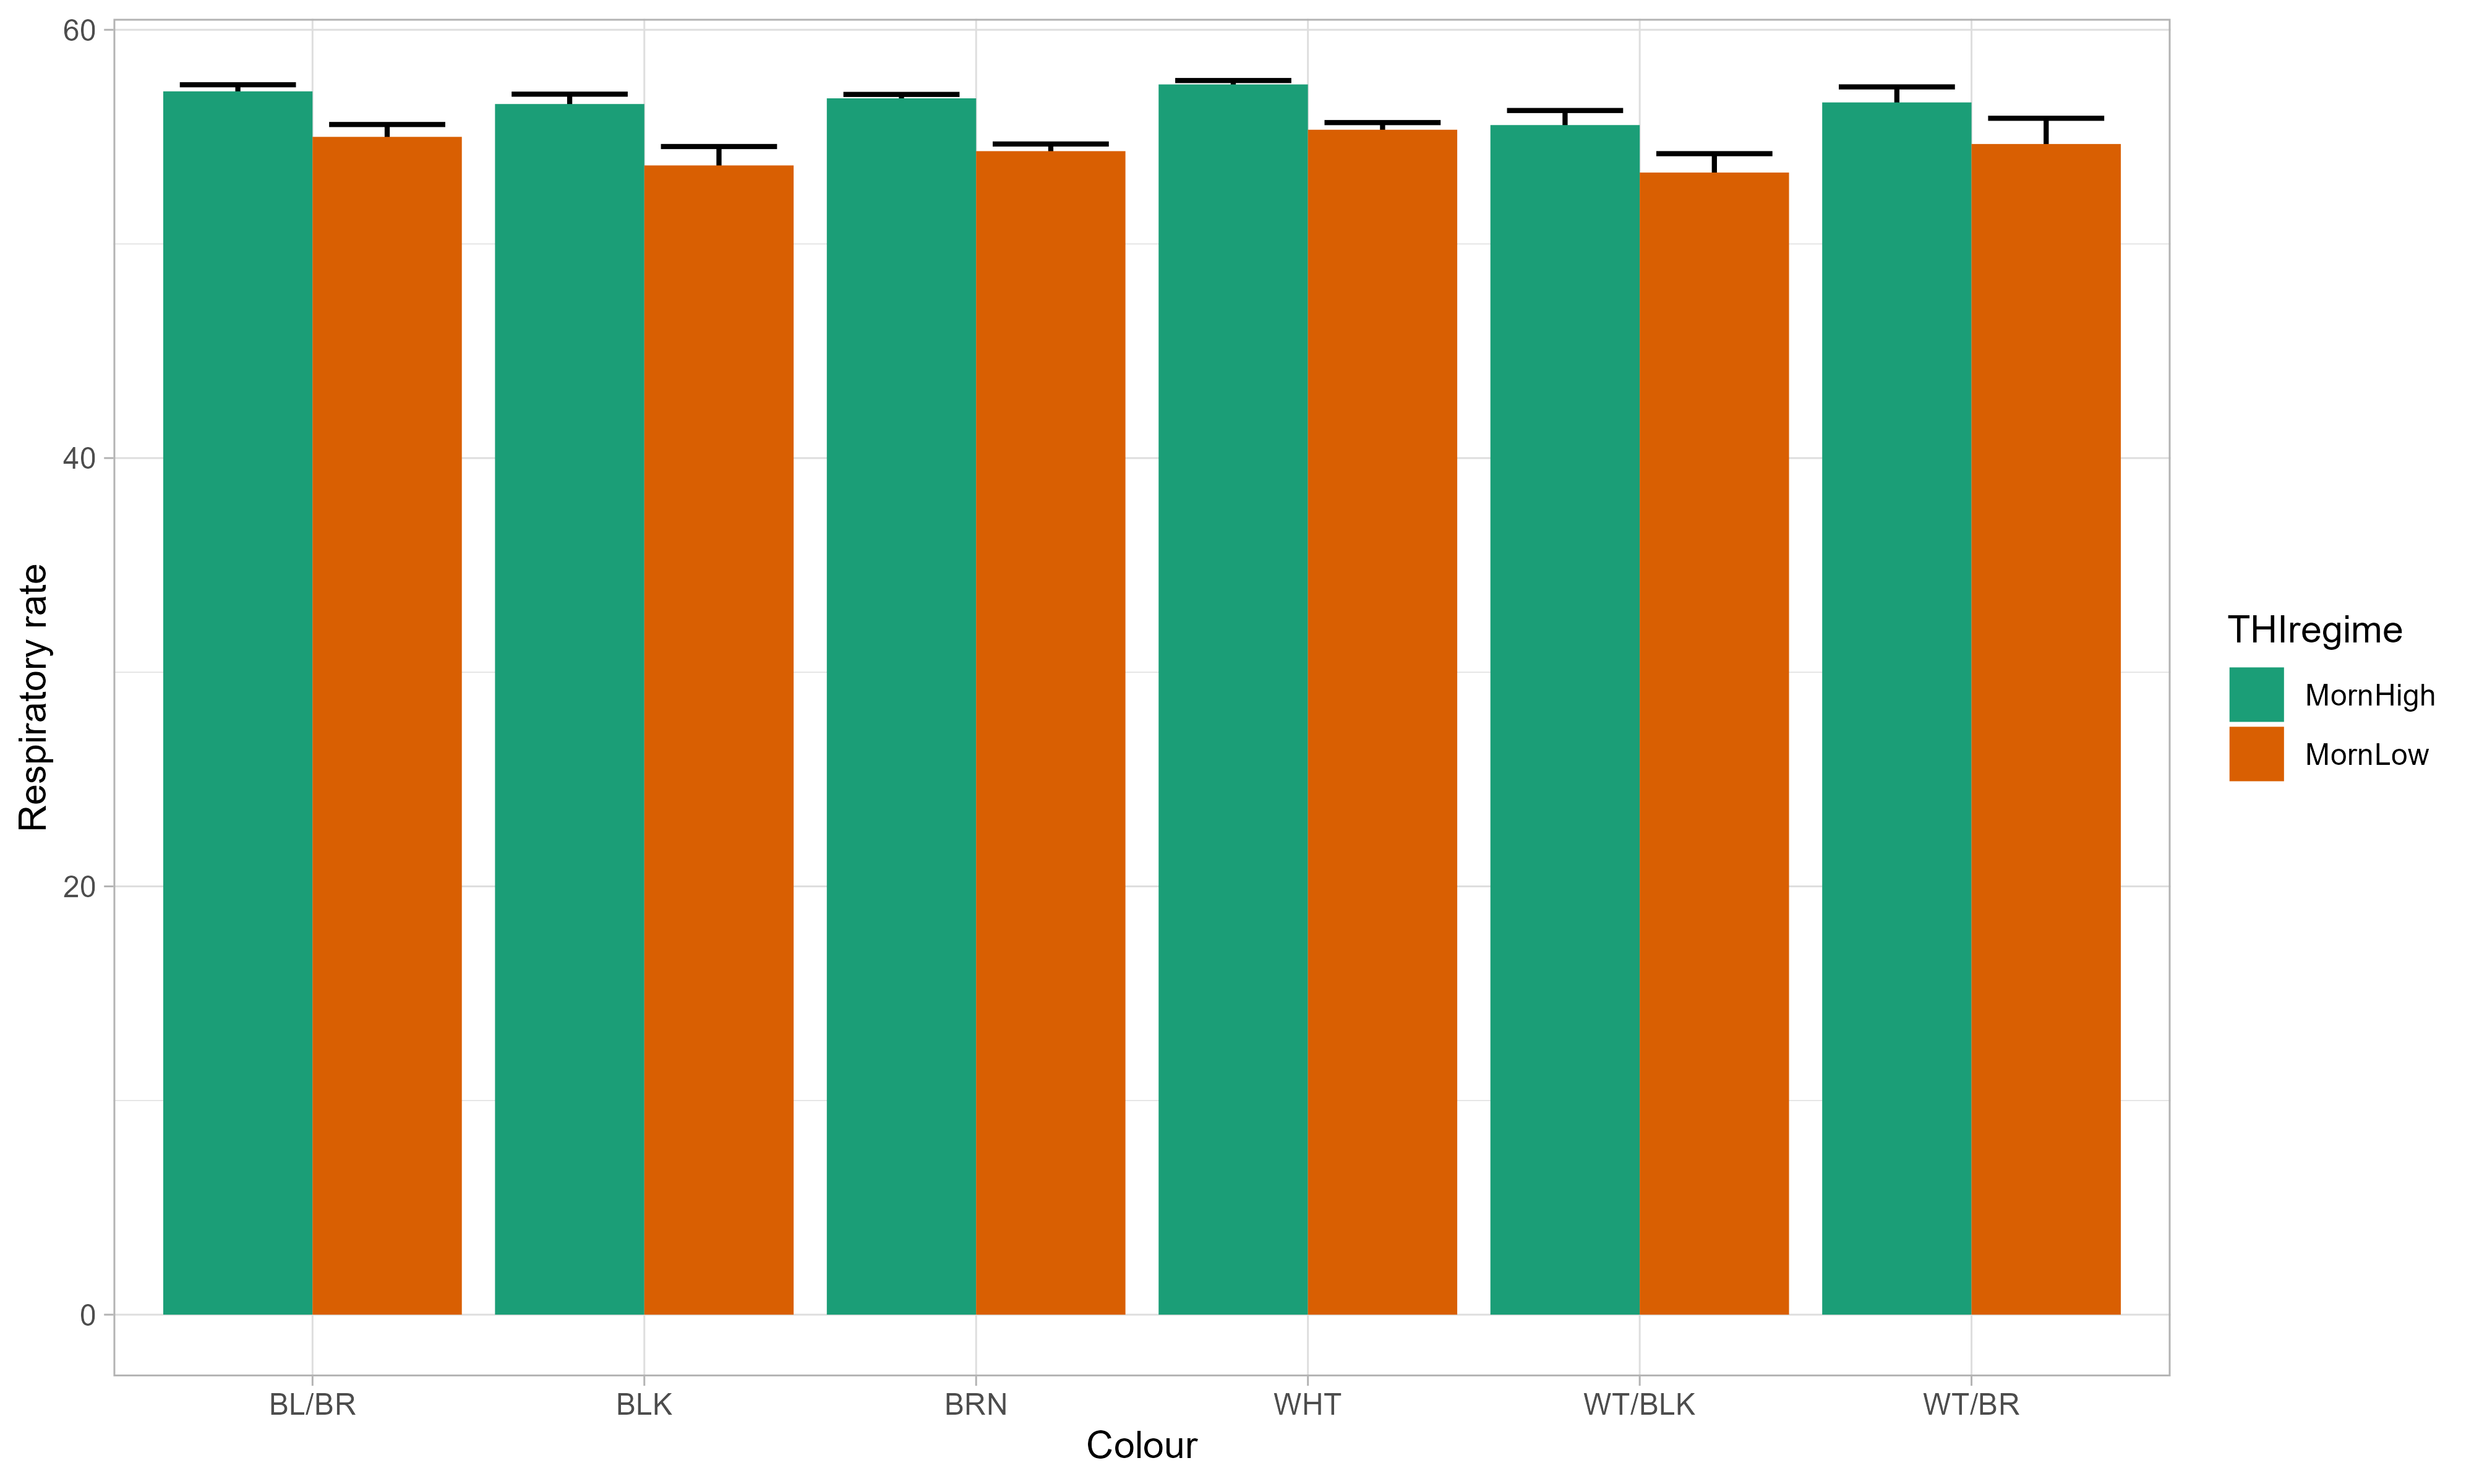 60
40
20
0
Respiratory rate
BL/BR
BLK
BRN
WHT
WT/BLK
WT/BR
Colour
THIregime
MornHigh
MornLow